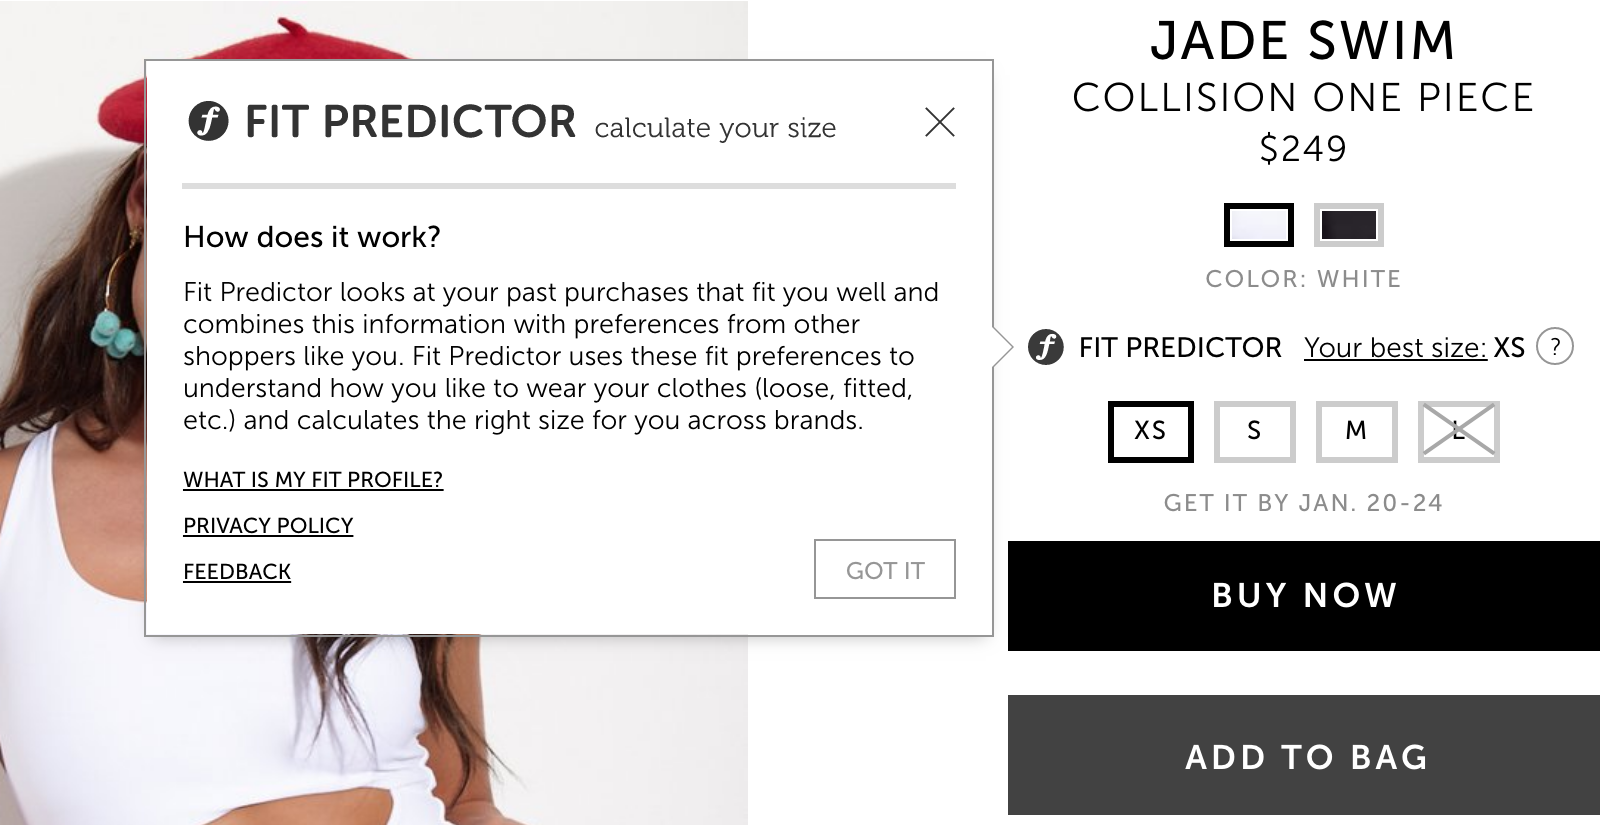 FIT PREDICTOR calculate your size
How does it work?
Fit Predictor looks at your past purchases that fit you well and
combines this information with preferences from other
shoppers like you. Fit Predictor uses these fit preferences to
understand how you like to wear your clothes (loose, fitted,
etc.) and calculates the right size for you across brands.
WHAT IS MY FIT PROFILE?
PRIVACY POLICY
FEEDBACK
GOT IT
JADE SWIM
COLLISION ONE PIECE
$249
COLOR: WHITE
FIT PREDICTOR Your best size: XS ?
XS S M L
GET IT BY JAN. 20-24
BUY NOW
ADD TO BAG